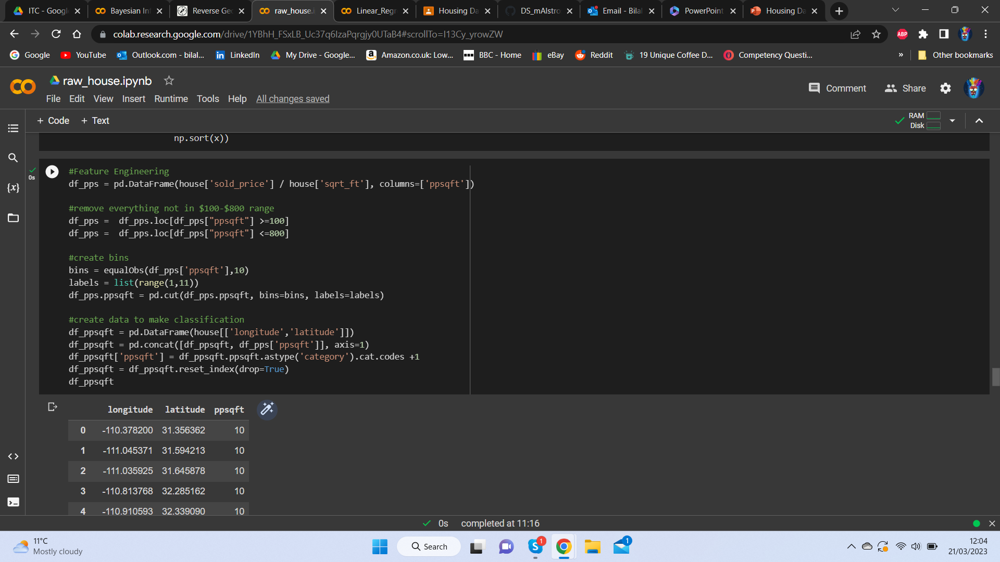 ITC - Google
Bayesian Inf
Reverse Geo
raw_house.i
Linear_Regr
Housing Da
DS_mAIstro
Email - Bilal
PowerPoint
Housing Da
colab.research.google.com/drive/1YBhH_FSxLB_Uc37q6IzaPqrgjy0UTaB4#scrollTo=I13Cy_yrowZW
ABP
Google
YouTube
Outlook.com - bilal...
LinkedIn
My Drive - Google...
Amazon.co.uk: Low...
BBC - Home
eBay
Reddit
19 Unique Coffee D...
Competency Questi...
»
Other bookmarks
raw_house.ipynb
Comment
Share
File Edit View Insert Runtime Tools Help All changes saved
+ Code + Text
RAM
Disk
np.sort(x))
0s
#Feature Engineering
df_pps = pd.DataFrame(house['sold_price'] / house['sqrt_ft'], columns=['ppsqft'])
#remove everything not in $100-$800 range
df_pps =  df_pps.loc[df_pps["ppsqft"] >=100]
df_pps =  df_pps.loc[df_pps["ppsqft"] <=800]
#create bins
bins = equalObs(df_pps['ppsqft'],10)
labels = list(range(1,11))
df_pps.ppsqft = pd.cut(df_pps.ppsqft, bins=bins, labels=labels)
#create data to make classification
df_ppsqft = pd.DataFrame(house[['longitude','latitude']])
df_ppsqft = pd.concat([df_ppsqft, df_pps['ppsqft']], axis=1)
df_ppsqft['ppsqft'] = df_ppsqft.ppsqft.astype('category').cat.codes +1
df_ppsqft = df_ppsqft.reset_index(drop=True)
df_ppsqft
{x}
longitude latitude ppsqft
0 -110.378200 31.356362 10
1 -111.045371 31.594213 10
2 -111.035925 31.645878 10
3 -110.813768 32.285162 10
4 -110.910593 32.339090 10
0s completed at 11:16
11°C
Mostly cloudy
Search
1
1
12:04
21/03/2023